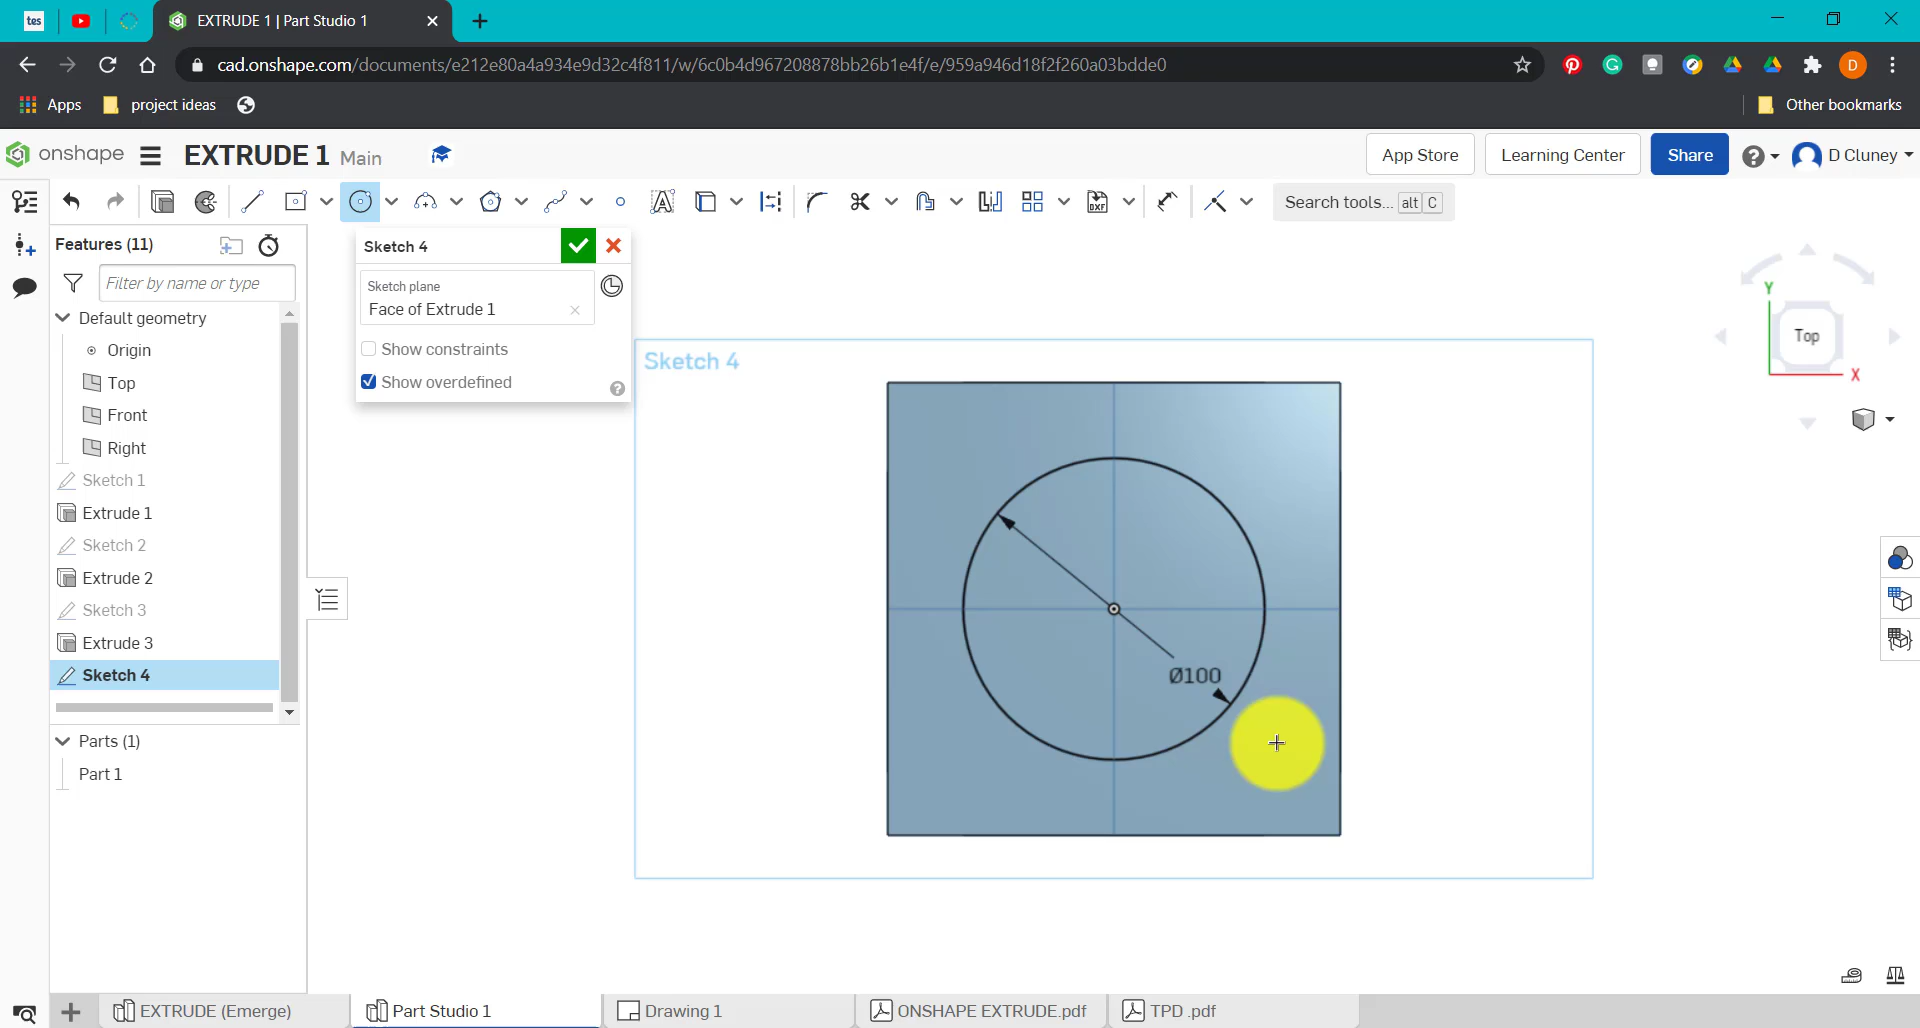 tes
EXTRUDE 1 | Part Studio 1
cad.onshape.com/documents/e212e80a4a934e9d32c4f811/w/6c0b4d967208878bb26b1e4f/e/959a946d18f2f260a03bdde0
D
Apps
project ideas
Other bookmarks
onshape
EXTRUDE 1 Main
App Store
Learning Center
Share
D Cluney
Search tools... alt C
Features (11)
Filter by name or type
Default geometry
Origin
Top
Front
Right
Sketch 1
Extrude 1
Sketch 2
Extrude 2
Sketch 3
Extrude 3
Sketch 4
Parts (1)
Part 1
Sketch 4
Sketch plane
Face of Extrude 1
Show constraints
Show overdefined
Sketch 4
Ø100
Y
Top
X
EXTRUDE (Emerge)
Part Studio 1
Drawing 1
ONSHAPE EXTRUDE.pdf
TPD .pdf